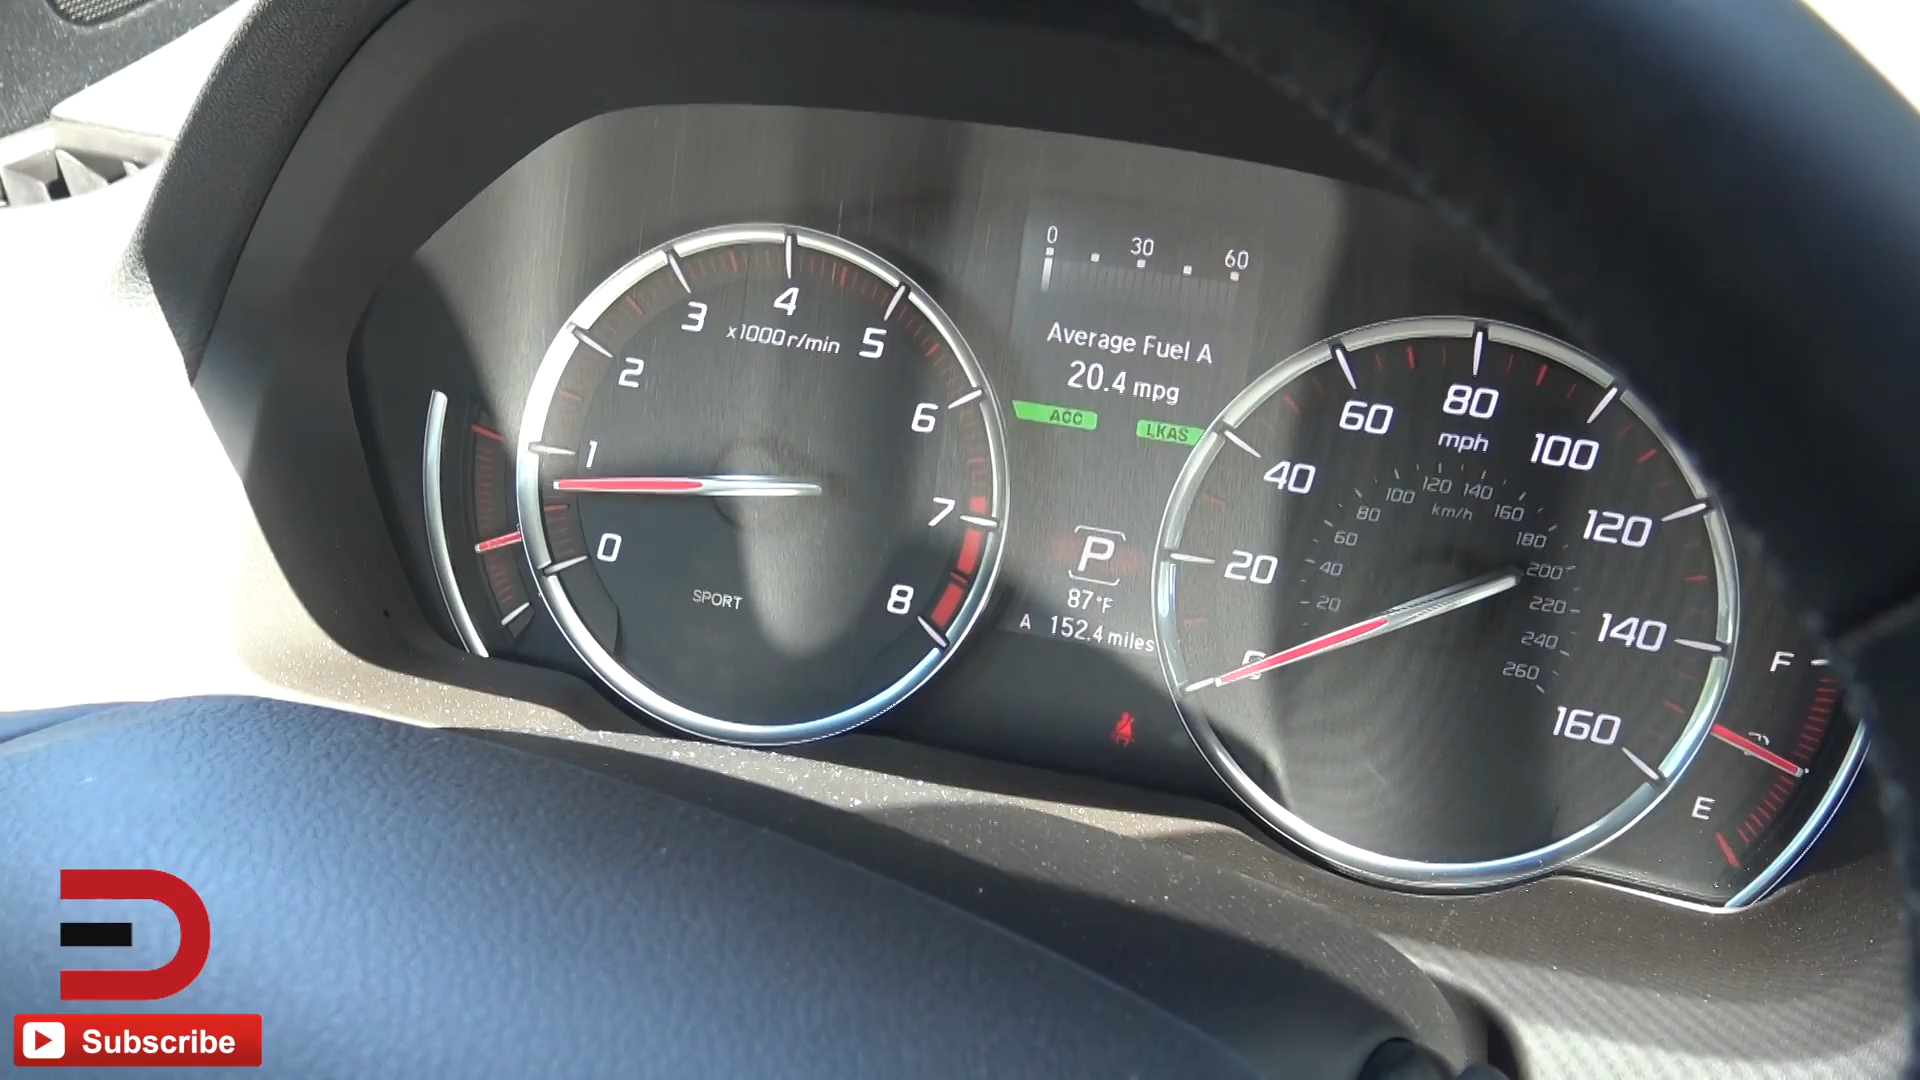 0 30 60
Average Fuel A
20.4 mpg
ACC LKAS
0 1 2 3 4 5 6 7 8
x1000r/min
SPORT
P
87°F
A 152.4 miles
0 20 40 60 80 100 120 140 160
mph
20 40 60 80 100 120 140 160 180 200 220 240 260
km/h
F
E
Subscribe